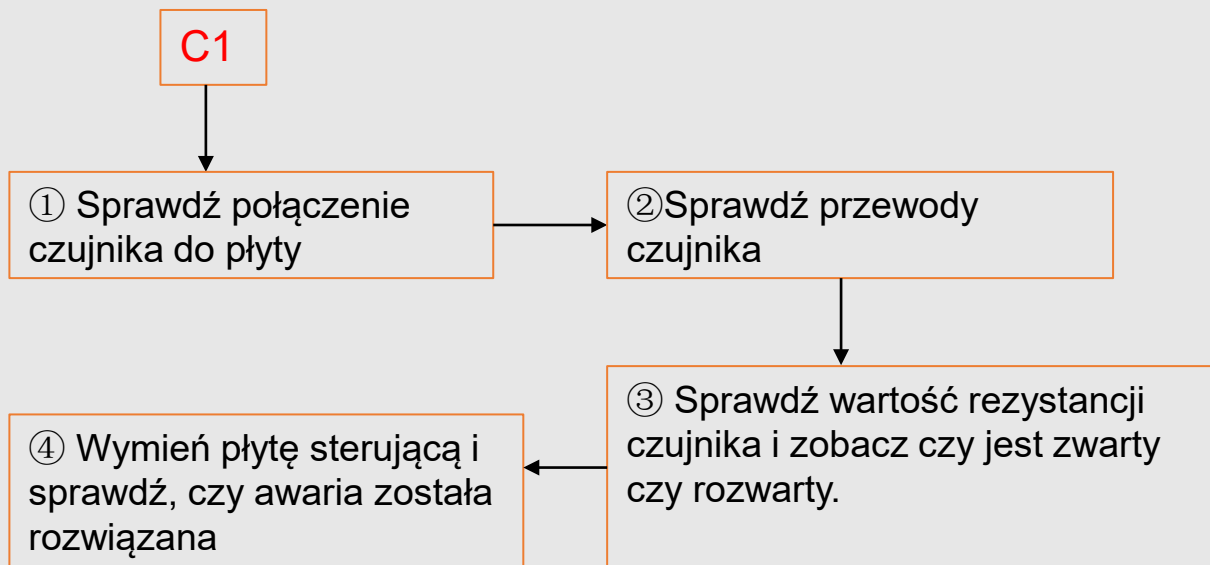 C1
① Sprawdź połączenie
czujnika do płyty
②Sprawdź przewody
czujnika
③ Sprawdź wartość rezystancji
czujnika i zobacz czy jest zwarty
czy rozwarty.
④ Wymień płytę sterującą i
sprawdź, czy awaria została
rozwiązana